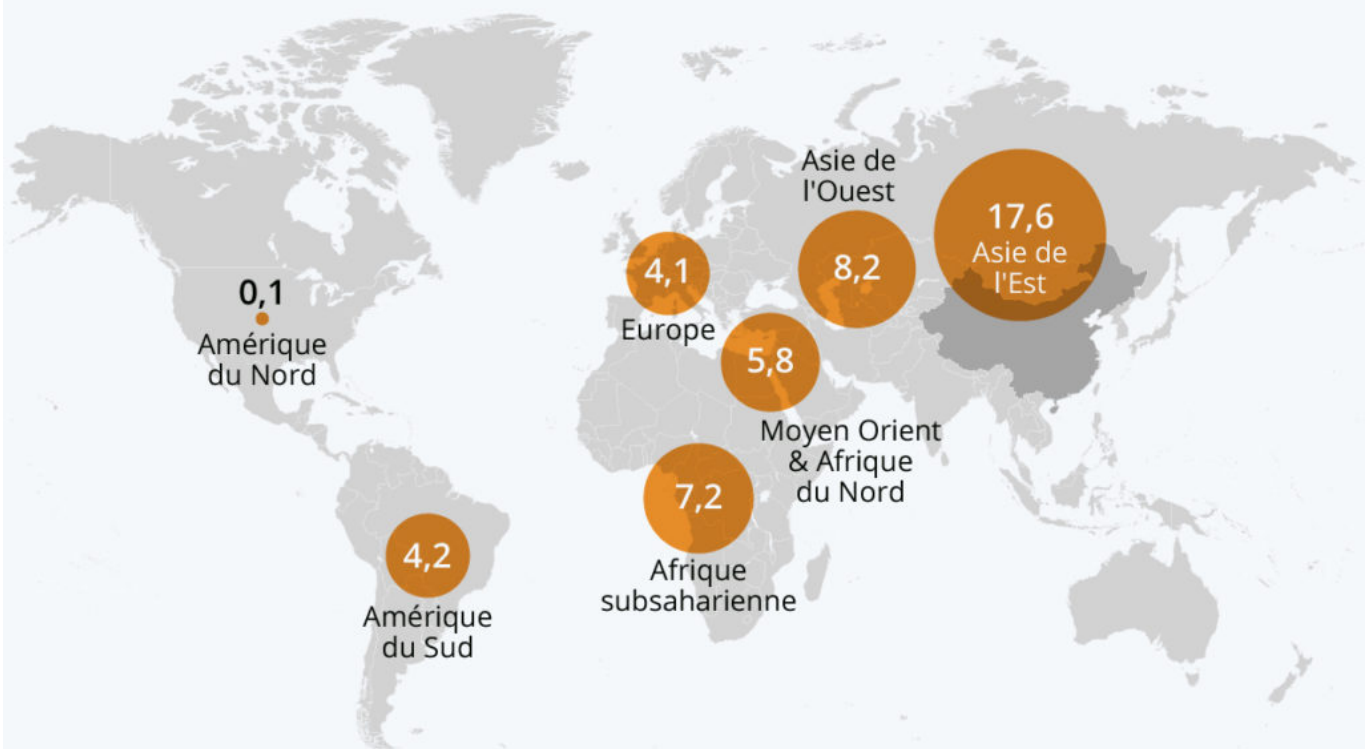 Asie de
l'Ouest
17,6
Asie de
l'Est
4,1
8,2
0,1
Europe
Amérique
du Nord
5,8
Moyen Orient
& Afrique
du Nord
7,2
4,2
Afrique
subsaharienne
Amérique
du Sud